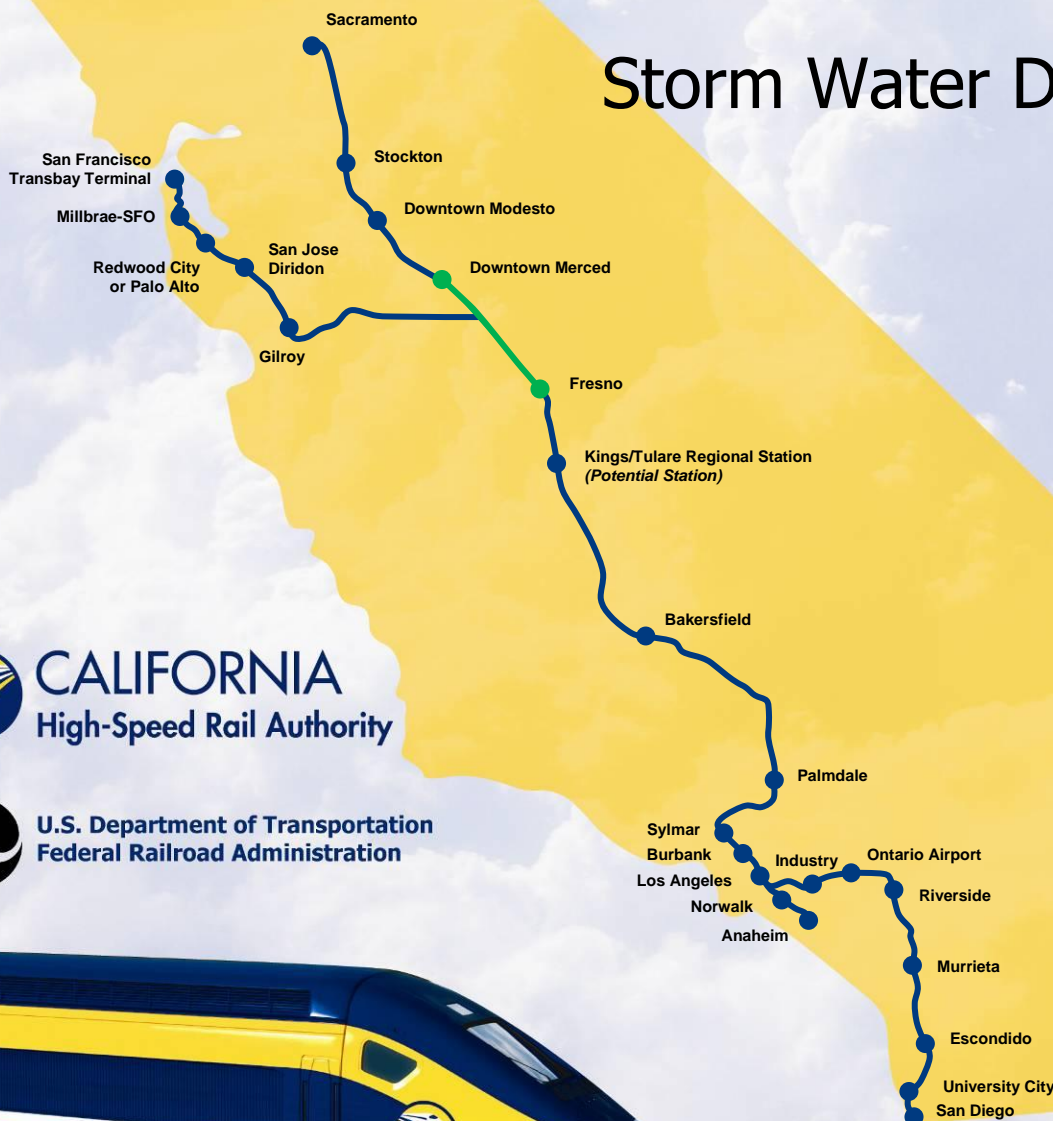 Sacramento
Storm Water D
Stockton
San Francisco
Transbay Terminal
Downtown Modesto
Millbrae-SFO
San Jose
Diridon
Redwood City
or Palo Alto
Downtown Merced
Gilroy
Fresno
Kings/Tulare Regional Station
(Potential Station)
Bakersfield
CALIFORNIA
High-Speed Rail Authority
Palmdale
U.S. Department of Transportation
Federal Railroad Administration
Sylmar
Burbank
Industry
Ontario Airport
Los Angeles
Riverside
Norwalk
Anaheim
Murrieta
Escondido
University City
San Diego